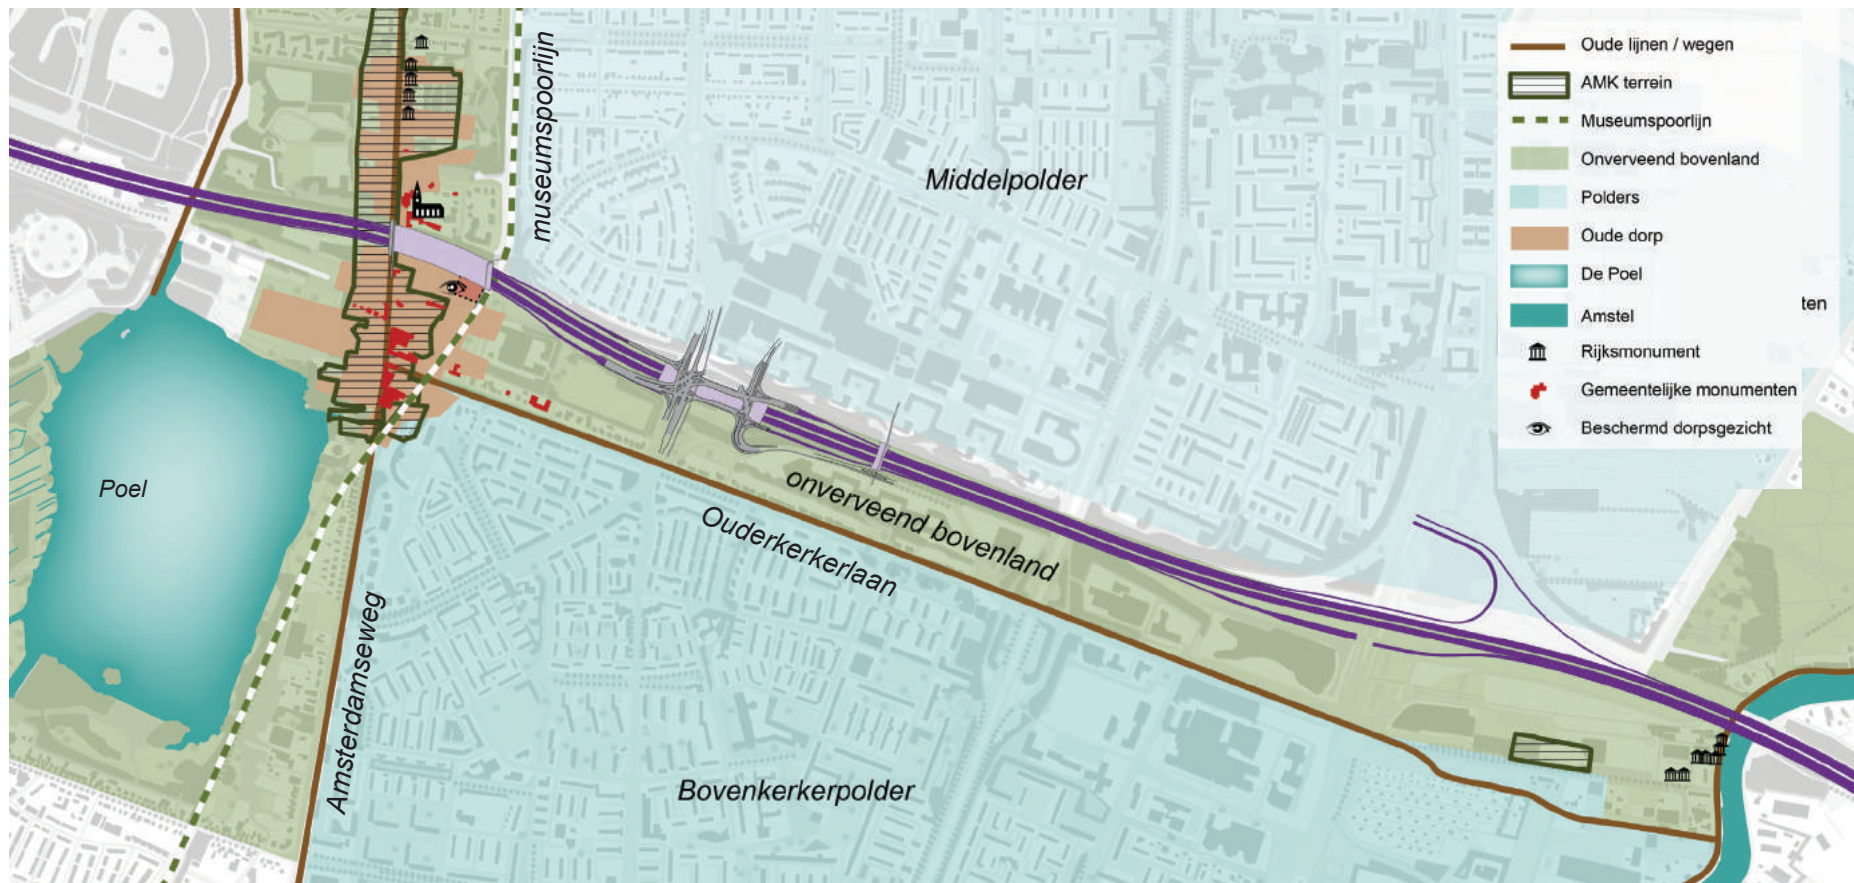 museumspoorlijn
Middelpolder
Oude lijnen / wegen
AMK terrein
Museumspoorlijn
Onverveend bovenland
Polders
Oude dorp
De Poel
Amstel
ten
Rijksmonument
Gemeentelijke monumenten
Beschermd dorpsgezicht
Poel
onverveend bovenland
Ouderkerkerlaan
Amsterdamseweg
Bovenkerkerpolder